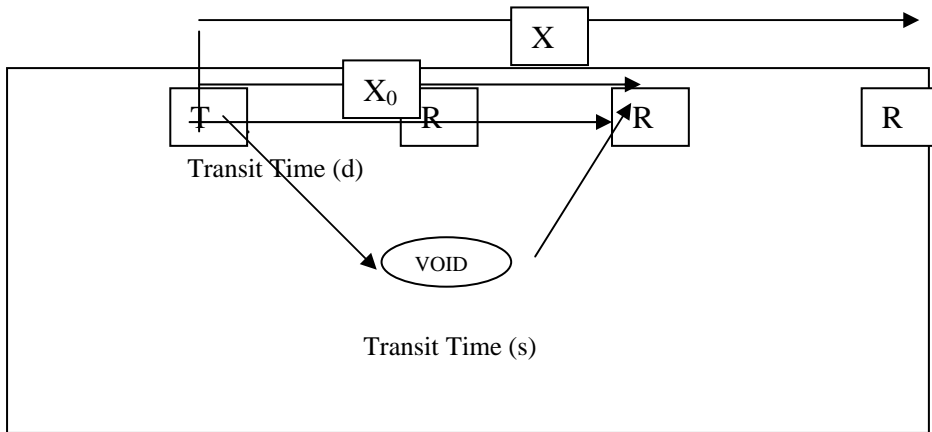 X
X₀
T R R R
Transit Time (d)
VOID
Transit Time (s)